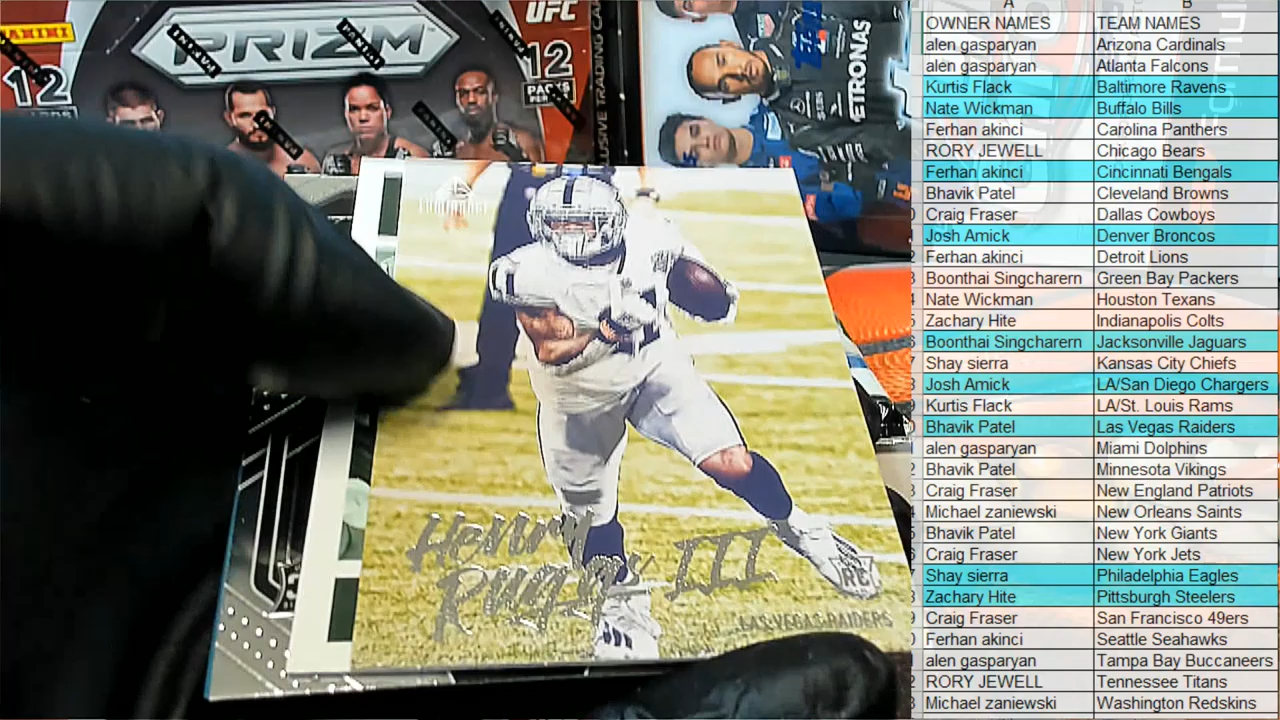 PANINI
12
PRIZM
PANINI
PANINI
UFC
12
PACKS
PETRONAS
LUMINANCE
Henry
Ruggs III
RC
LAS VEGAS RAIDERS
A B
OWNER NAMES TEAM NAMES
alen gasparyan Arizona Cardinals
alen gasparyan Atlanta Falcons
Kurtis Flack Baltimore Ravens
Nate Wickman Buffalo Bills
Ferhan akinci Carolina Panthers
RORY JEWELL Chicago Bears
Ferhan akinci Cincinnati Bengals
Bhavik Patel Cleveland Browns
Craig Fraser Dallas Cowboys
Josh Amick Denver Broncos
Ferhan akinci Detroit Lions
Boonthai Singcharern Green Bay Packers
Nate Wickman Houston Texans
Zachary Hite Indianapolis Colts
Boonthai Singcharern Jacksonville Jaguars
Shay sierra Kansas City Chiefs
Josh Amick LA/San Diego Chargers
Kurtis Flack LA/St. Louis Rams
Bhavik Patel Las Vegas Raiders
alen gasparyan Miami Dolphins
Bhavik Patel Minnesota Vikings
Craig Fraser New England Patriots
Michael zaniewski New Orleans Saints
Bhavik Patel New York Giants
Craig Fraser New York Jets
Shay sierra Philadelphia Eagles
Zachary Hite Pittsburgh Steelers
Craig Fraser San Francisco 49ers
Ferhan akinci Seattle Seahawks
alen gasparyan Tampa Bay Buccaneers
RORY JEWELL Tennessee Titans
Michael zaniewski Washington Redskins